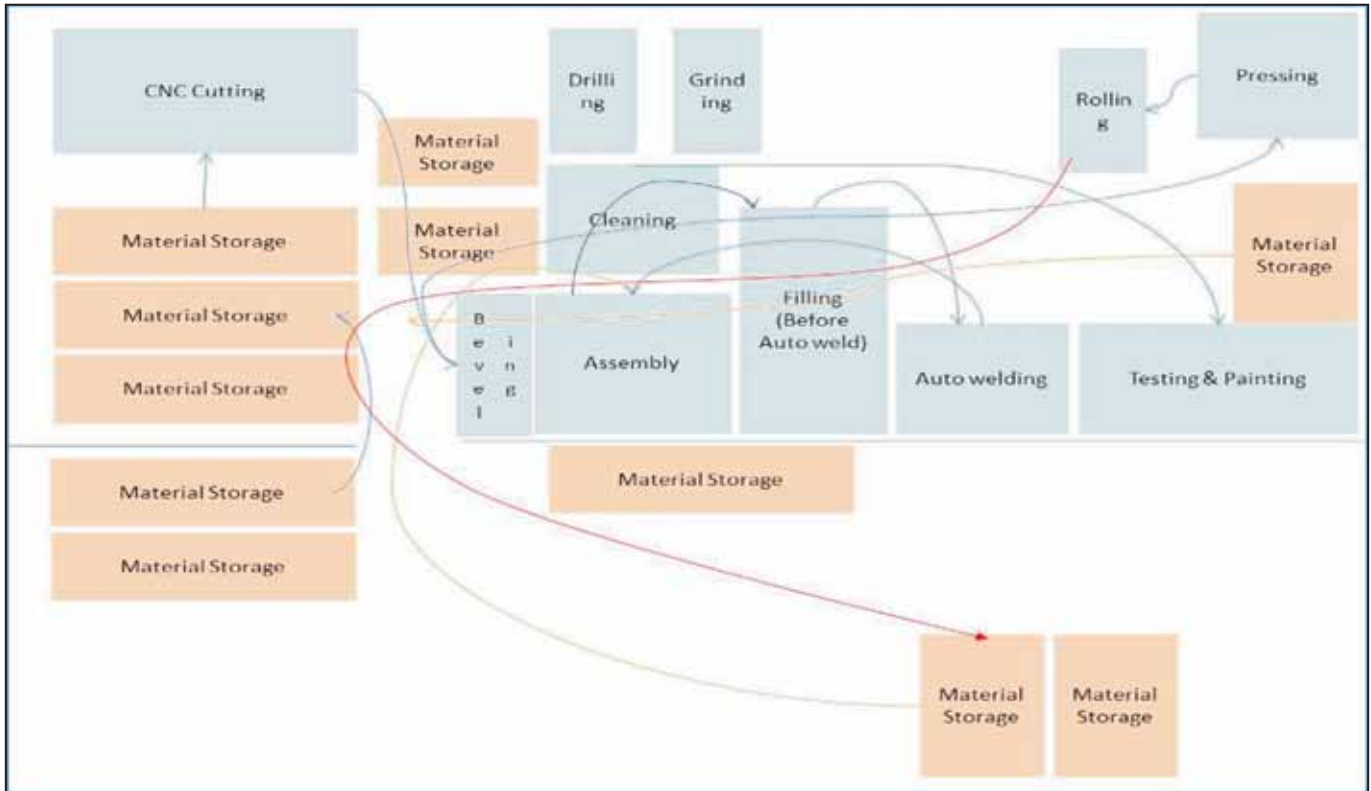 CNC Cutting
Drilli
ng
Grind
ing
Rollin
g
Pressing
Material
Storage
Material Storage
Material
Storage
Cleaning
Material
Storage
Material Storage
Material Storage
B
e
v
e
l
i
n
g
Assembly
Filling
(Before
Auto weld)
Auto welding
Testing & Painting
Material Storage
Material Storage
Material Storage
Material
Storage
Material
Storage